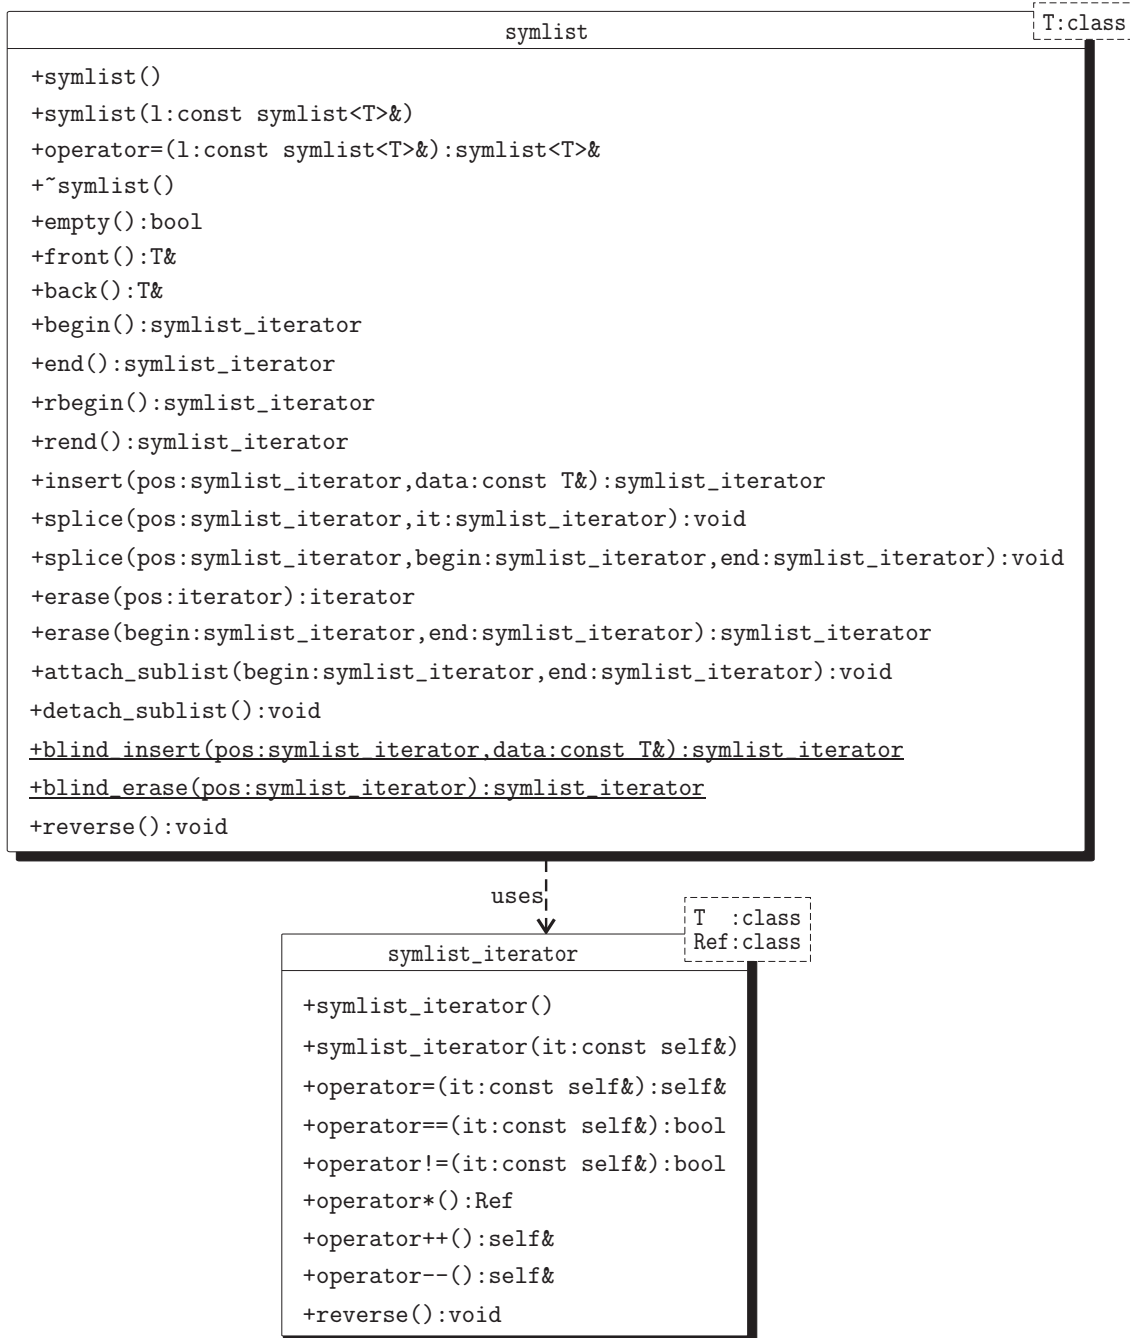 T:class
symlist
+symlist()
+symlist(l:const symlist<T>&)
+operator=(l:const symlist<T>&):symlist<T>&
+~symlist()
+empty():bool
+front():T&
+back():T&
+begin():symlist_iterator
+end():symlist_iterator
+rbegin():symlist_iterator
+rend():symlist_iterator
+insert(pos:symlist_iterator,data:const T&):symlist_iterator
+splice(pos:symlist_iterator,it:symlist_iterator):void
+splice(pos:symlist_iterator,begin:symlist_iterator,end:symlist_iterator):void
+erase(pos:iterator):iterator
+erase(begin:symlist_iterator,end:symlist_iterator):symlist_iterator
+attach_sublist(begin:symlist_iterator,end:symlist_iterator):void
+detach_sublist():void
+blind_insert(pos:symlist_iterator,data:const T&):symlist_iterator
+blind_erase(pos:symlist_iterator):symlist_iterator
+reverse():void
uses
T :class
Ref:class
symlist_iterator
+symlist_iterator()
+symlist_iterator(it:const self&)
+operator=(it:const self&):self&
+operator==(it:const self&):bool
+operator!=(it:const self&):bool
+operator*():Ref
+operator++():self&
+operator--():self&
+reverse():void